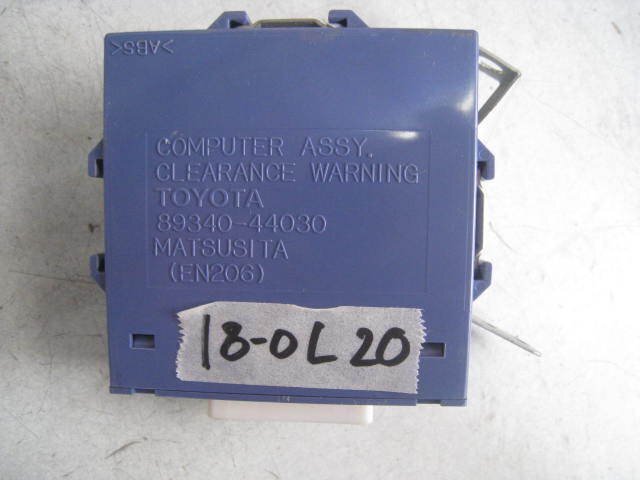 >ABS<
COMPUTER ASSY.
CLEARANCE WARNING
TOYOTA
89340-44030
MATSUSITA
(EN206)
18-0L20